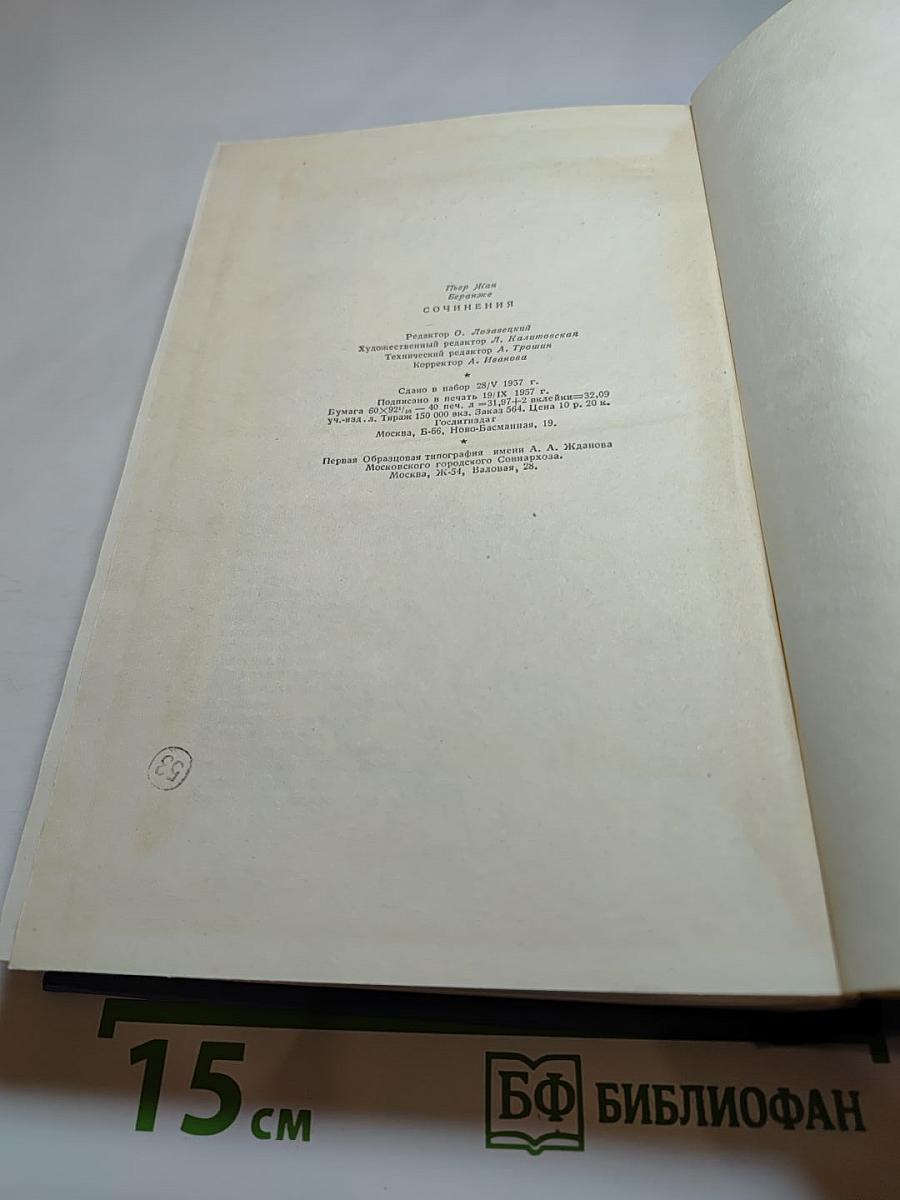 Пьер Жан
Беранже
СОЧИНЕНИЯ
Редактор О. Лозавецкий
Художественный редактор Л. Калитовская
Технический редактор А. Трошин
Корректор А. Иванова
★
Сдано в набор 28/V 1957 г.
Подписано в печать 19/IX 1957 г.
Бумага 60×92¹/₁₆ — 40 печ. л =31,97+2 вклейки=32,09
уч.-изд. л. Тираж 150 000 экз. Заказ 564. Цена 10 р. 20 к.
Гослитиздат
Москва, Б-66, Ново-Басманная, 19.
★
Первая Образцовая типография имени А. А. Жданова
Московского городского Совнархоза.
Москва, Ж-54, Валовая, 28.
53
15 см
БФ БИБЛИОФАН